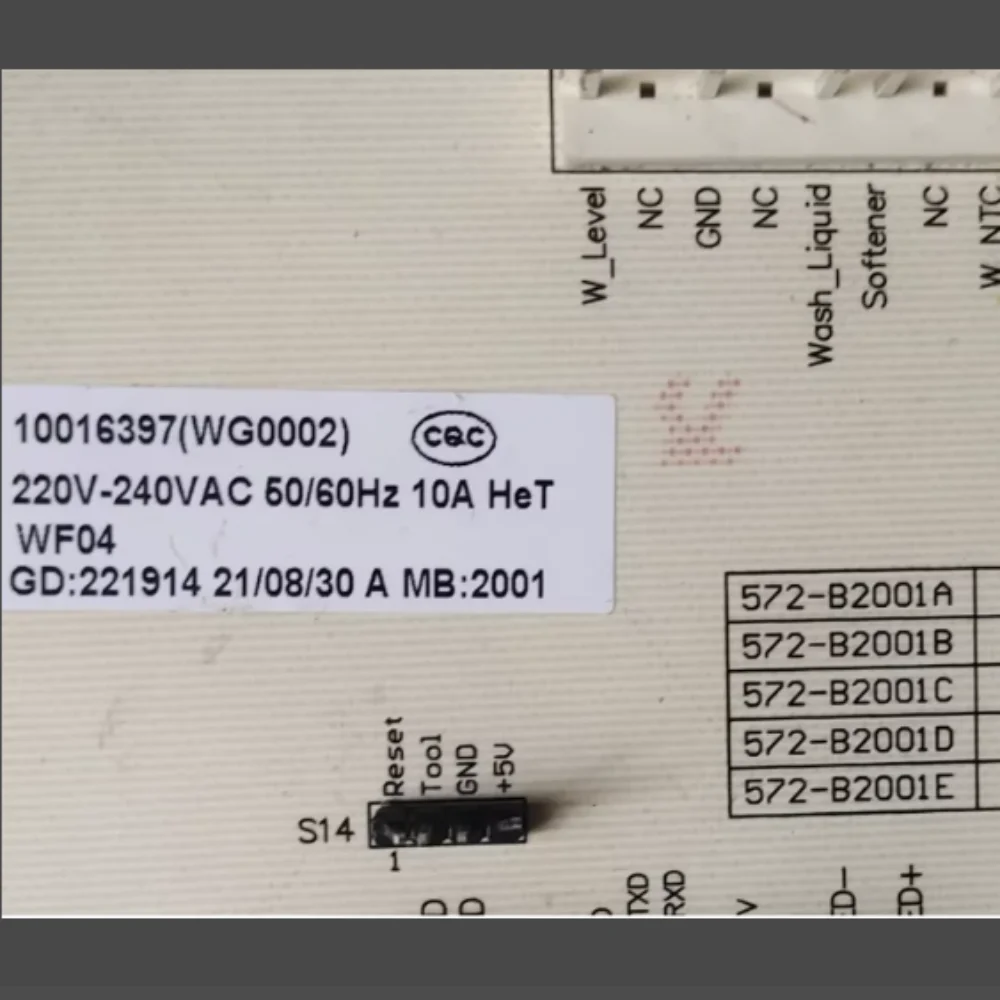 W_Level
NC
GND
NC
Wash_Liquid
Softener
NC
W_NTC
10016397(WG0002) CQC
220V-240VAC 50/60Hz 10A HeT
WF04
GD:221914 21/08/30 A MB:2001
572-B2001A
572-B2001B
572-B2001C
572-B2001D
572-B2001E
Reset
Tool
GND
+5V
S14
1
TXD
RXD